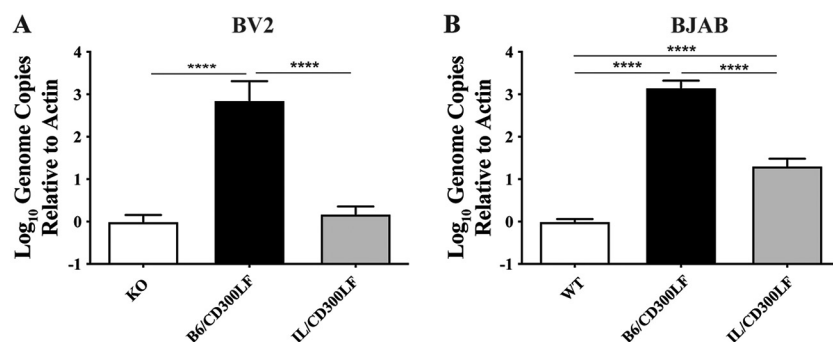 A
BV2
Log10 Genome Copies
Relative to Actin
4
3
2
1
0
-1
****
****
KO
B6/CD300LF
IL/CD300LF
B
BJAB
Log10 Genome Copies
Relative to Actin
4
3
2
1
0
-1
****
****
****
WT
B6/CD300LF
IL/CD300LF